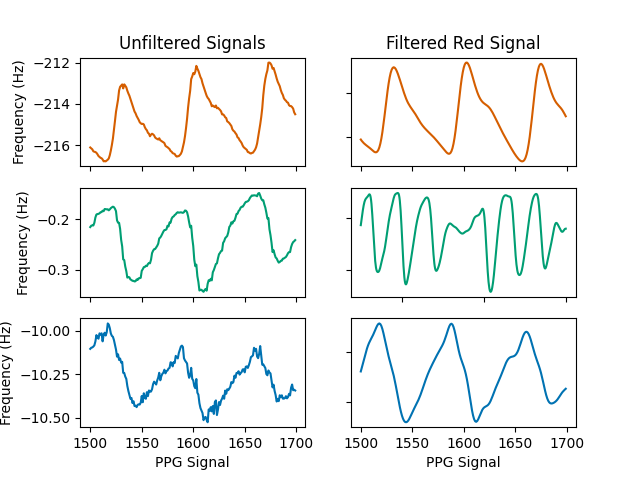 Unfiltered Signals
Filtered Red Signal
Frequency (Hz)
−212
−214
−216
Frequency (Hz)
−0.2
−0.3
Frequency (Hz)
−10.00
−10.25
−10.50
1500 1550 1600 1650 1700
1500 1550 1600 1650 1700
PPG Signal
PPG Signal